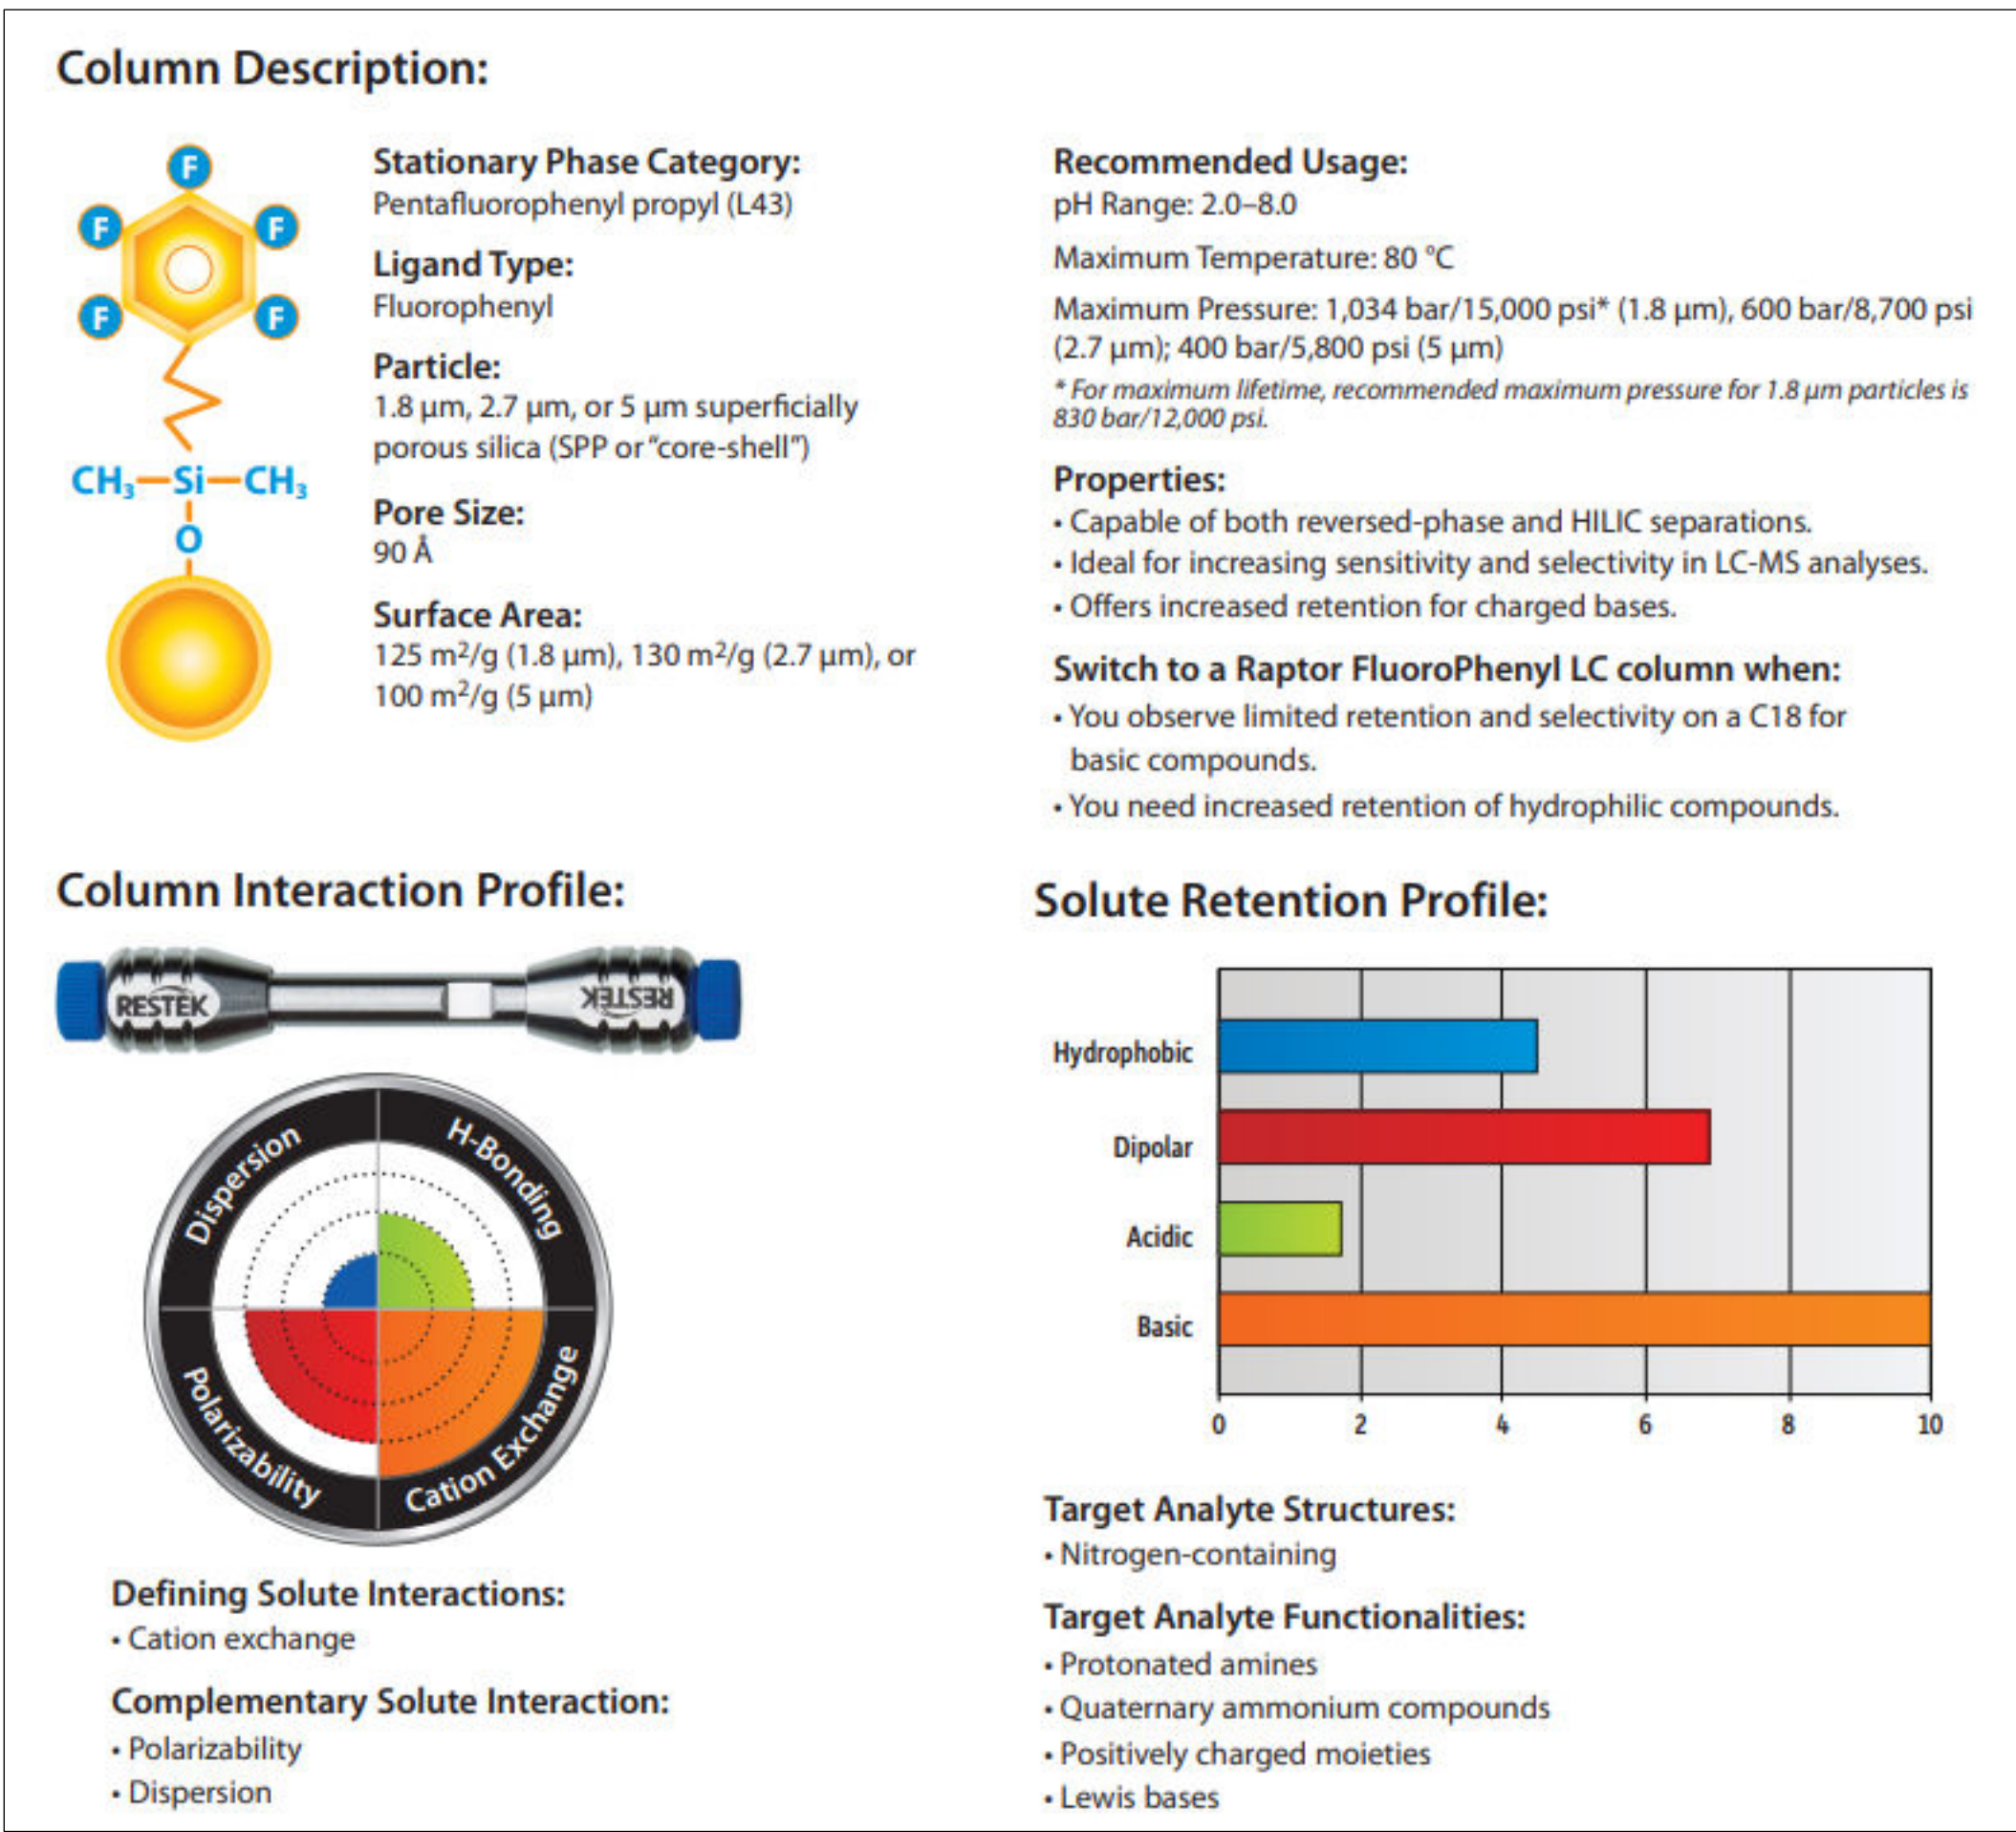 Column Description:
F
F
F
F
F
CH₃—Si—CH₃
O
Stationary Phase Category:
Pentafluorophenyl propyl (L43)
Ligand Type:
Fluorophenyl
Particle:
1.8 µm, 2.7 µm, or 5 µm superficially
porous silica (SPP or “core-shell”)
Pore Size:
90 Å
Surface Area:
125 m²/g (1.8 µm), 130 m²/g (2.7 µm), or
100 m²/g (5 µm)
Recommended Usage:
pH Range: 2.0–8.0
Maximum Temperature: 80 °C
Maximum Pressure: 1,034 bar/15,000 psi* (1.8 µm), 600 bar/8,700 psi
(2.7 µm); 400 bar/5,800 psi (5 µm)
* For maximum lifetime, recommended maximum pressure for 1.8 µm particles is
830 bar/12,000 psi.
Properties:
• Capable of both reversed-phase and HILIC separations.
• Ideal for increasing sensitivity and selectivity in LC-MS analyses.
• Offers increased retention for charged bases.
Switch to a Raptor FluoroPhenyl LC column when:
• You observe limited retention and selectivity on a C18 for
basic compounds.
• You need increased retention of hydrophilic compounds.
Column Interaction Profile:
RESTEK
RESTEK
Dispersion
H-Bonding
Polarizability
Cation Exchange
Defining Solute Interactions:
• Cation exchange
Complementary Solute Interaction:
• Polarizability
• Dispersion
Solute Retention Profile:
Hydrophobic
Dipolar
Acidic
Basic
0 2 4 6 8 10
Target Analyte Structures:
• Nitrogen-containing
Target Analyte Functionalities:
• Protonated amines
• Quaternary ammonium compounds
• Positively charged moieties
• Lewis bases